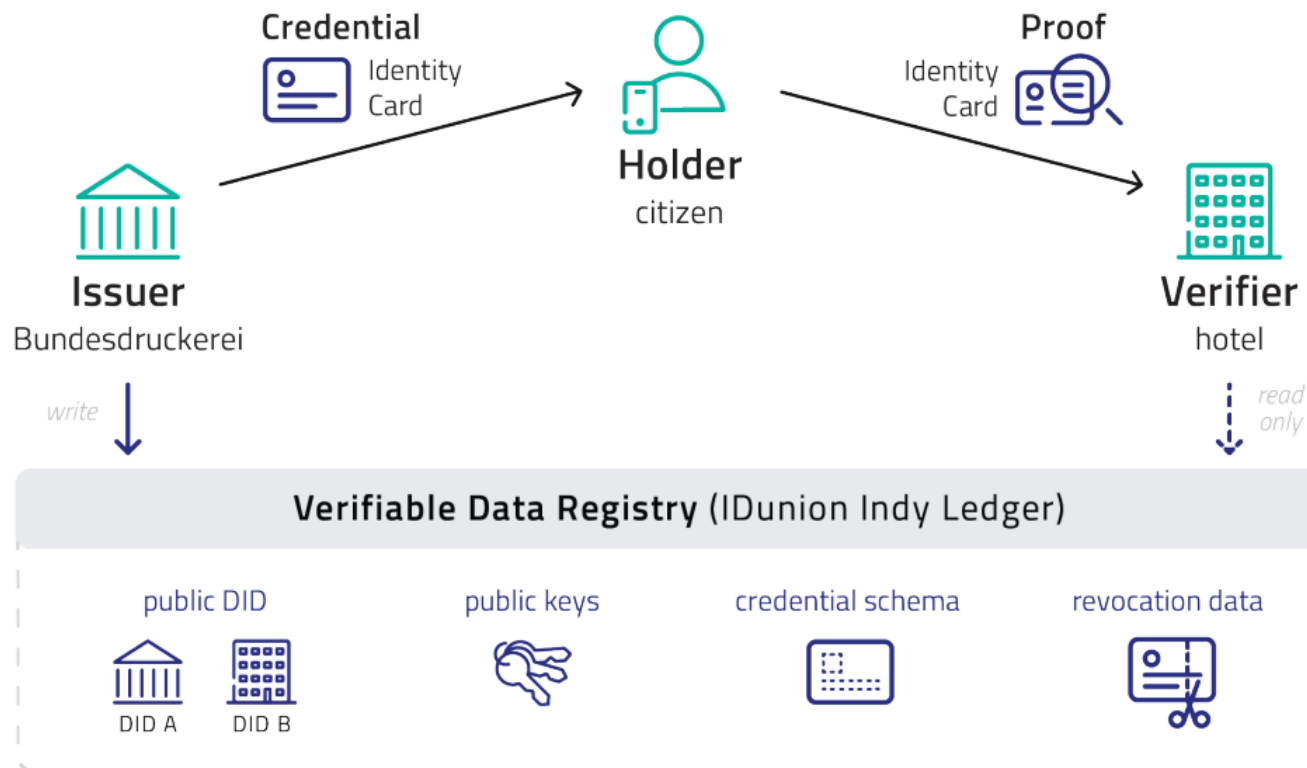 Credential
Identity
Card
Proof
Identity
Card
Holder
citizen
Issuer
Bundesdruckerei
Verifier
hotel
write
read
only
Verifiable Data Registry (IDunion Indy Ledger)
public DID
public keys
credential schema
revocation data
DID A
DID B